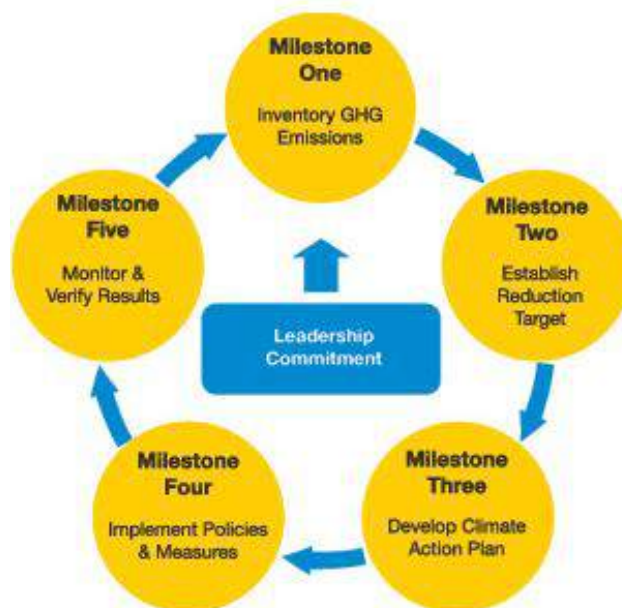 Milestone
One
Inventory GHG
Emissions
Milestone
Two
Establish
Reduction
Target
Milestone
Three
Develop Climate
Action Plan
Milestone
Four
Implement Policies
& Measures
Milestone
Five
Monitor &
Verify Results
Leadership
Commitment